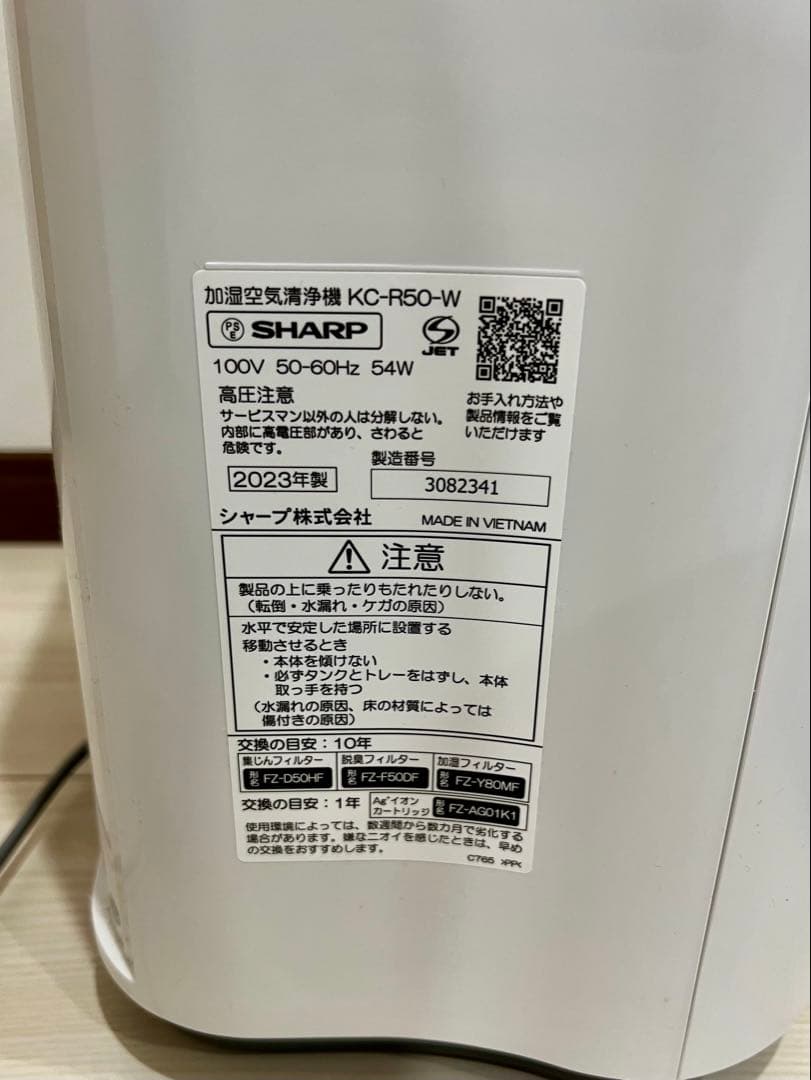 加湿空気清浄機 KC-R50-W
PSE SHARP
JET
100V 50-60Hz 54W
高圧注意
サービスマン以外の人は分解しない。
内部に高電圧部があり、さわると
危険です。
お手入れ方法や
製品情報をご覧
いただけます
2023年製
製造番号
3082341
シャープ株式会社 MADE IN VIETNAM
注意
製品の上に乗ったりもたれたりしない。
（転倒・水漏れ・ケガの原因）
水平で安定した場所に設置する
移動させるとき
・本体を傾けない
・必ずタンクとトレーをはずし、本体
取っ手を持つ
（水漏れの原因、床の材質によっては
傷付きの原因）
交換の目安：10年
集じんフィルター
形名 FZ-D50HF
脱臭フィルター
形名 FZ-F50DF
加湿フィルター
形名 FZ-Y80MF
交換の目安：1年
Ag⁺イオン
カートリッジ
形名 FZ-AG01K1
使用環境によっては、数週間から数カ月で劣化する
場合があります。嫌なニオイを感じたときは、早め
の交換をおすすめします。
C765 >PP<